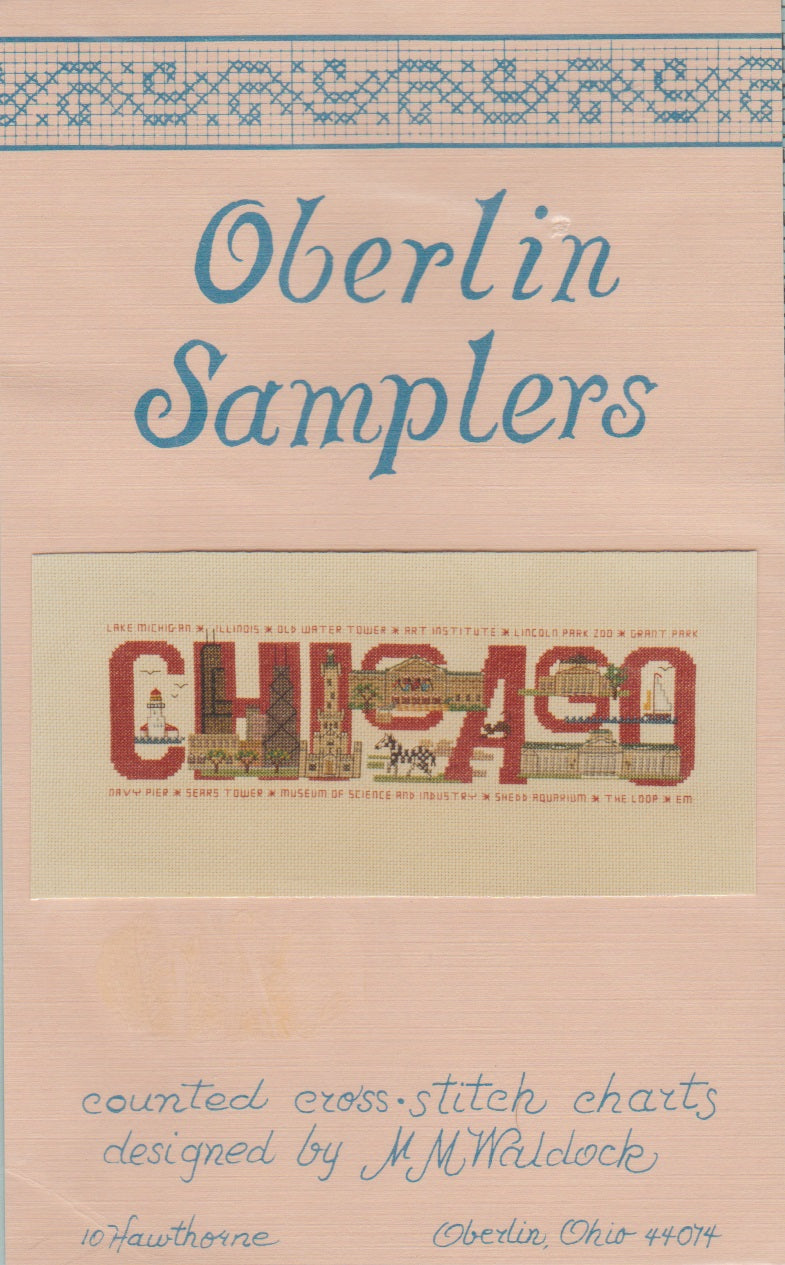 Oberlin
Samplers
LAKE MICHIGAN * ILLINOIS * OLD WATER TOWER * ART INSTITUTE * LINCOLN PARK ZOO * GRANT PARK
CHICAGO
NAVY PIER * SEARS TOWER * MUSEUM OF SCIENCE AND INDUSTRY * SHEDD AQUARIUM * THE LOOP * EM
counted cross-stitch charts
designed by MMWaldock
10 Hawthorne Oberlin, Ohio 44074